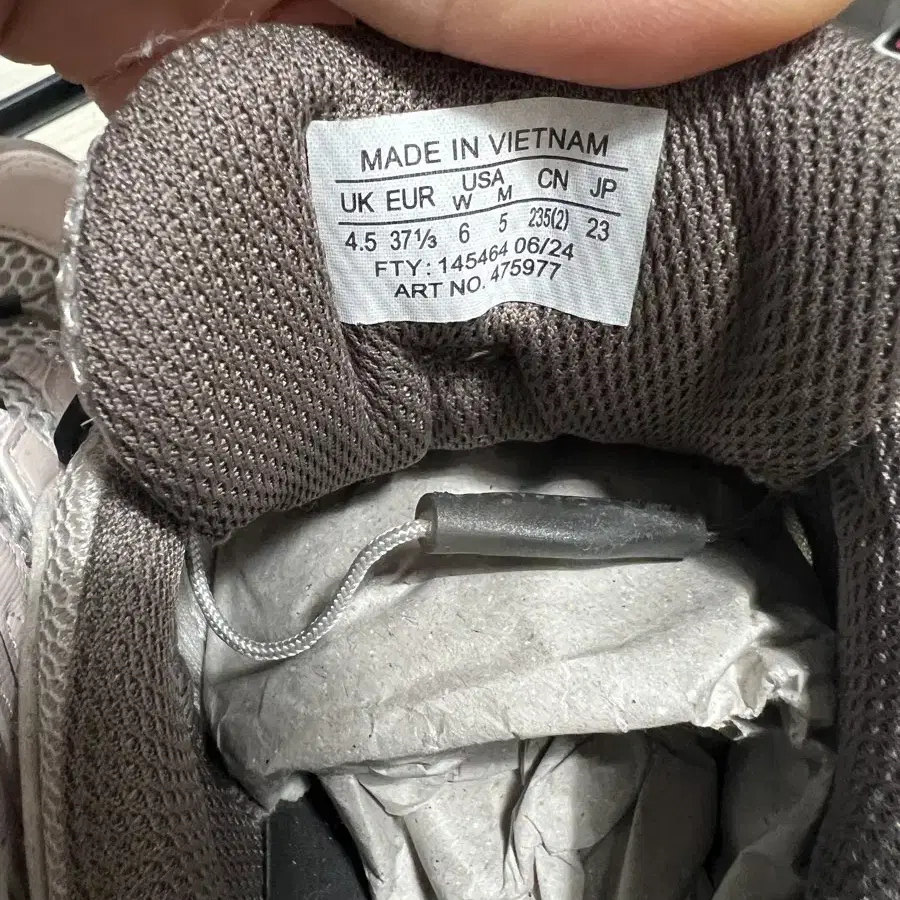 MADE IN VIETNAM
UK EUR USA W M CN JP
4.5 37⅓ 6 5 235(2) 23
FTY: 145464 06/24
ART NO. 475977